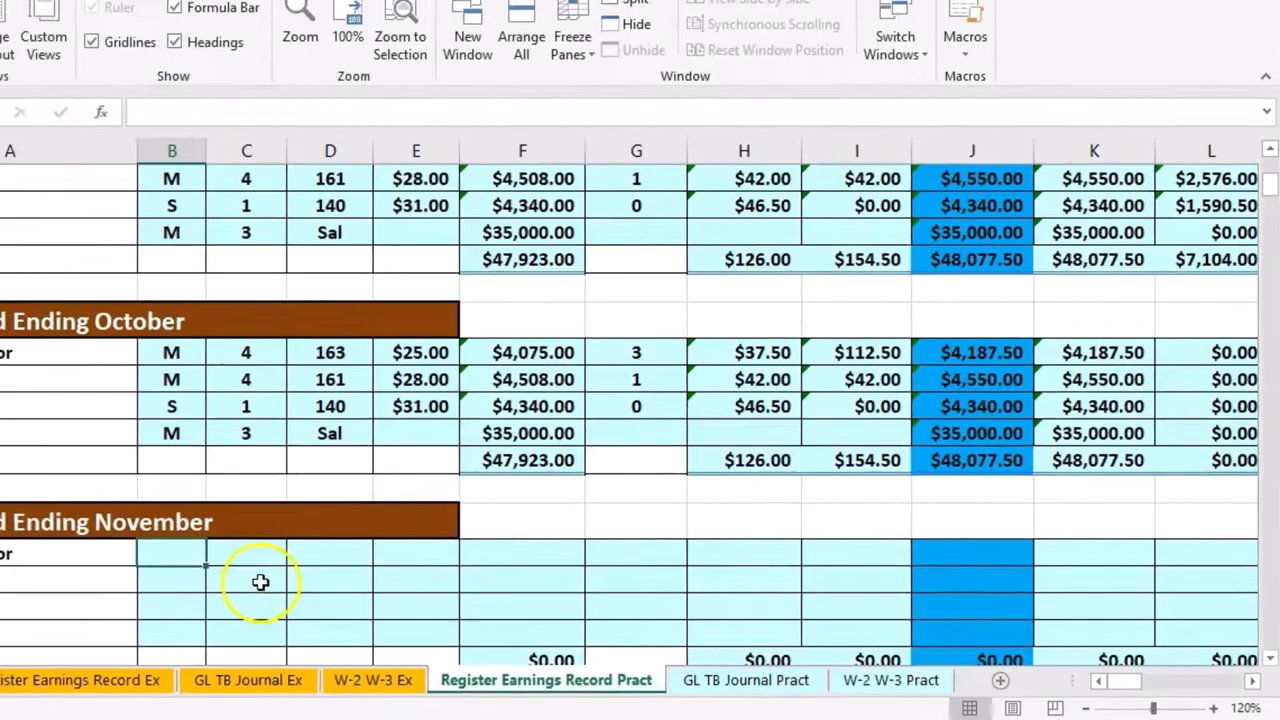 Ruler Formula Bar Split View Side by Side
Custom Views Gridlines Headings Zoom 100% Zoom to Selection New Window Arrange All Freeze Panes Hide Unhide Synchronous Scrolling Reset Window Position Switch Windows Macros
Show Zoom Window Macros
fx
A B C D E F G H I J K L
M 4 161 $28.00 $4,508.00 1 $42.00 $42.00 $4,550.00 $4,550.00 $2,576.00
S 1 140 $31.00 $4,340.00 0 $46.50 $0.00 $4,340.00 $4,340.00 $1,590.50
M 3 Sal $35,000.00 $35,000.00 $35,000.00 $0.00
$47,923.00 $126.00 $154.50 $48,077.50 $48,077.50 $7,104.00
d Ending October
or M 4 163 $25.00 $4,075.00 3 $37.50 $112.50 $4,187.50 $4,187.50 $0.00
M 4 161 $28.00 $4,508.00 1 $42.00 $42.00 $4,550.00 $4,550.00 $0.00
S 1 140 $31.00 $4,340.00 0 $46.50 $0.00 $4,340.00 $4,340.00 $0.00
M 3 Sal $35,000.00 $35,000.00 $35,000.00 $0.00
$47,923.00 $126.00 $154.50 $48,077.50 $48,077.50 $0.00
d Ending November
or
$0.00 $0.00 $0.00 $0.00 $0.00 $0.00
ister Earnings Record Ex GL TB Journal Ex W-2 W-3 Ex Register Earnings Record Pract GL TB Journal Pract W-2 W-3 Pract
120%